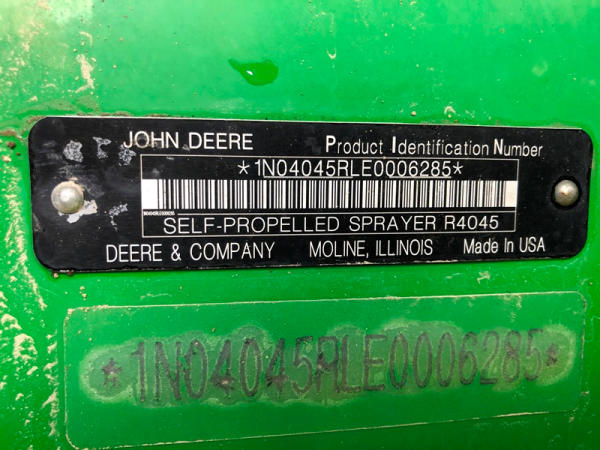 JOHN DEERE Product Identification Number
*1N04045RLE0006285*
SELF-PROPELLED SPRAYER R4045
DEERE & COMPANY MOLINE, ILLINOIS Made In USA
*1N04045RLE0006285*